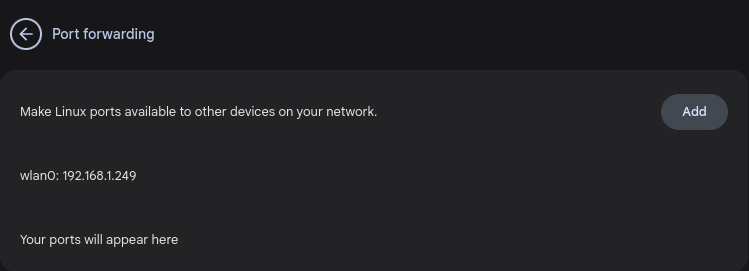 Port forwarding
Make Linux ports available to other devices on your network.
Add
wlan0: 192.168.1.249
Your ports will appear here